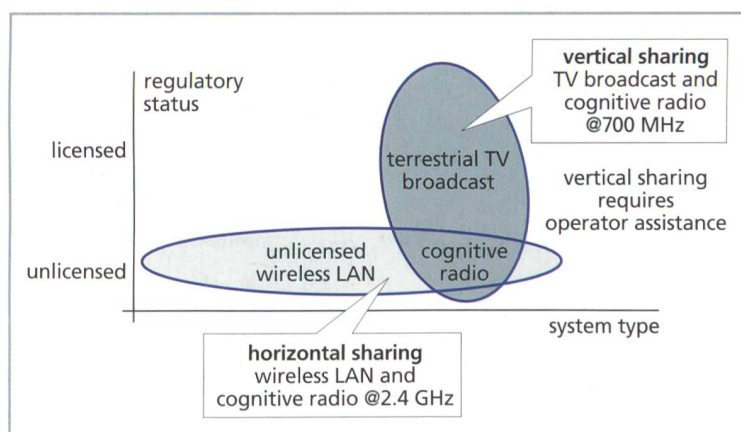 regulatory
status
licensed
unlicensed
terrestrial TV
broadcast
unlicensed
wireless LAN
cognitive
radio
vertical sharing
TV broadcast and
cognitive radio
@700 MHz
vertical sharing
requires
operator assistance
system type
horizontal sharing
wireless LAN and
cognitive radio @2.4 GHz